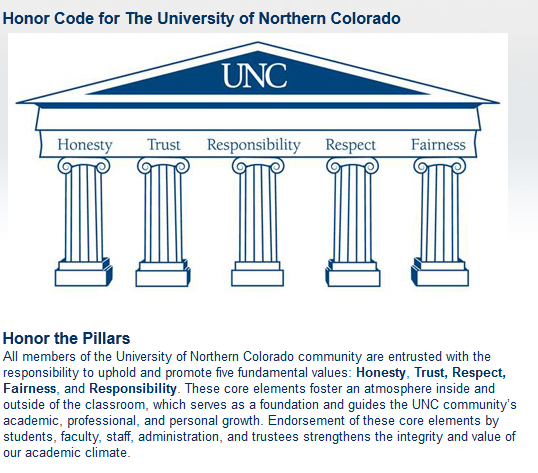 Honor Code for The University of Northern Colorado
UNC
Honesty Trust Responsibility Respect Fairness
Honor the Pillars
All members of the University of Northern Colorado community are entrusted with the
responsibility to uphold and promote five fundamental values: Honesty, Trust, Respect,
Fairness, and Responsibility. These core elements foster an atmosphere inside and
outside of the classroom, which serves as a foundation and guides the UNC community's
academic, professional, and personal growth. Endorsement of these core elements by
students, faculty, staff, administration, and trustees strengthens the integrity and value of
our academic climate.